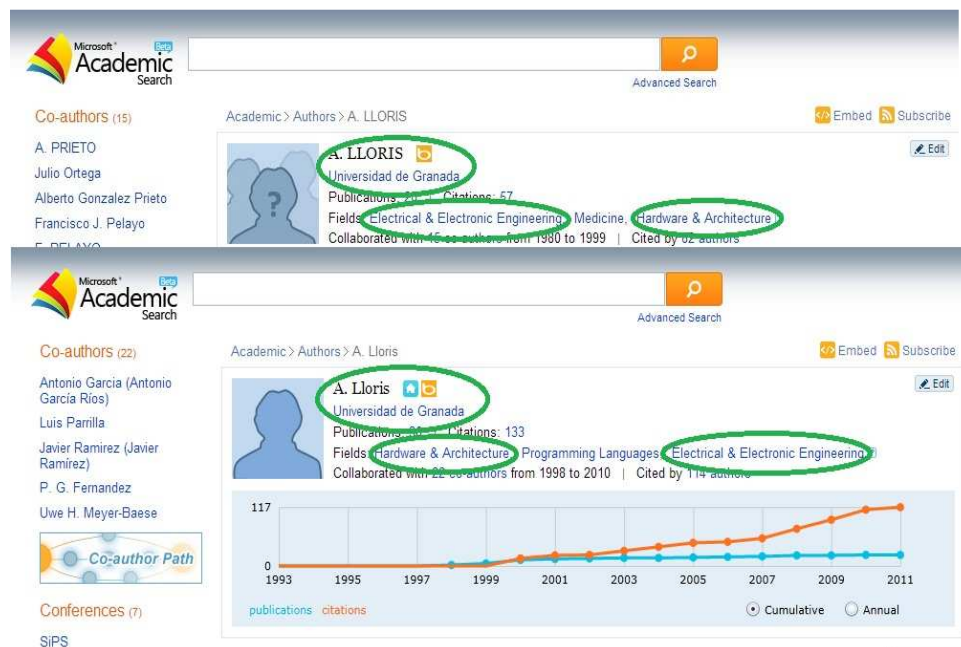 Microsoft® Beta
Academic
Search
Advanced Search
Co-authors (15)
Academic > Authors > A. LLORIS
Embed Subscribe
A. PRIETO
Julio Ortega
Alberto Gonzalez Prieto
Francisco J. Pelayo
F. PELAYO
A. LLORIS
Edit
Universidad de Granada
Publications: | Citations: 57
Fields: Electrical & Electronic Engineering, Medicine, Hardware & Architecture
Collaborated with 15 co-authors from 1980 to 1999 | Cited by 62 authors
Microsoft® Beta
Academic
Search
Advanced Search
Co-authors (22)
Academic > Authors > A. Lloris
Embed Subscribe
Antonio Garcia (Antonio
García Ríos)
Luis Parrilla
Javier Ramirez (Javier
Ramírez)
P. G. Fernandez
Uwe H. Meyer-Baese
Co-author Path
Conferences (7)
SiPS
A. Lloris
Edit
Universidad de Granada
Publications: | Citations: 133
Fields: Hardware & Architecture, Programming Languages, Electrical & Electronic Engineering
Collaborated with 22 co-authors from 1998 to 2010 | Cited by 114 authors
117
0
1993 1995 1997 1999 2001 2003 2005 2007 2009 2011
publications citations
Cumulative Annual